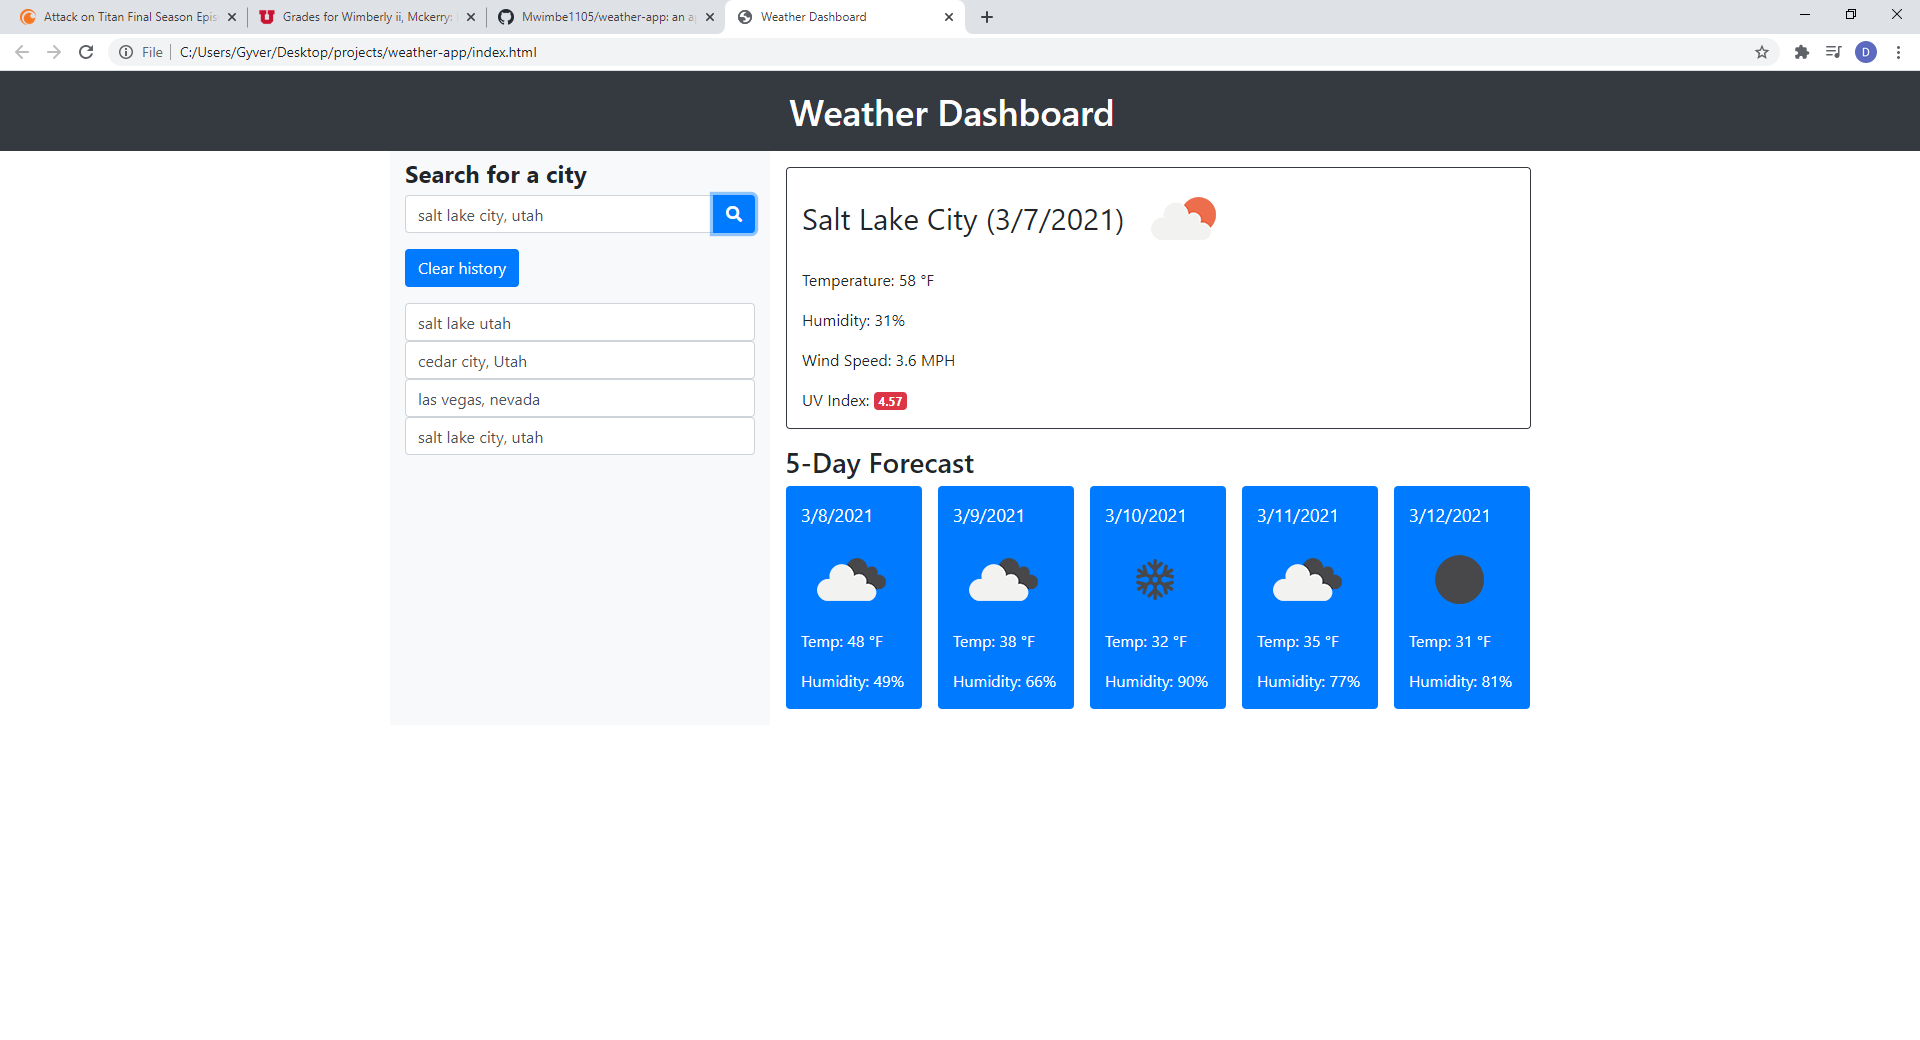 Attack on Titan Final Season Epis
Grades for Wimberly ii, Mckerry:
Mwimbe1105/weather-app: an a
Weather Dashboard
File
C:/Users/Gyver/Desktop/projects/weather-app/index.html
D
Weather Dashboard
Search for a city
salt lake city, utah
Clear history
salt lake utah
cedar city, Utah
las vegas, nevada
salt lake city, utah
Salt Lake City (3/7/2021)
Temperature: 58 °F
Humidity: 31%
Wind Speed: 3.6 MPH
UV Index: 4.57
5-Day Forecast
3/8/2021
Temp: 48 °F
Humidity: 49%
3/9/2021
Temp: 38 °F
Humidity: 66%
3/10/2021
Temp: 32 °F
Humidity: 90%
3/11/2021
Temp: 35 °F
Humidity: 77%
3/12/2021
Temp: 31 °F
Humidity: 81%